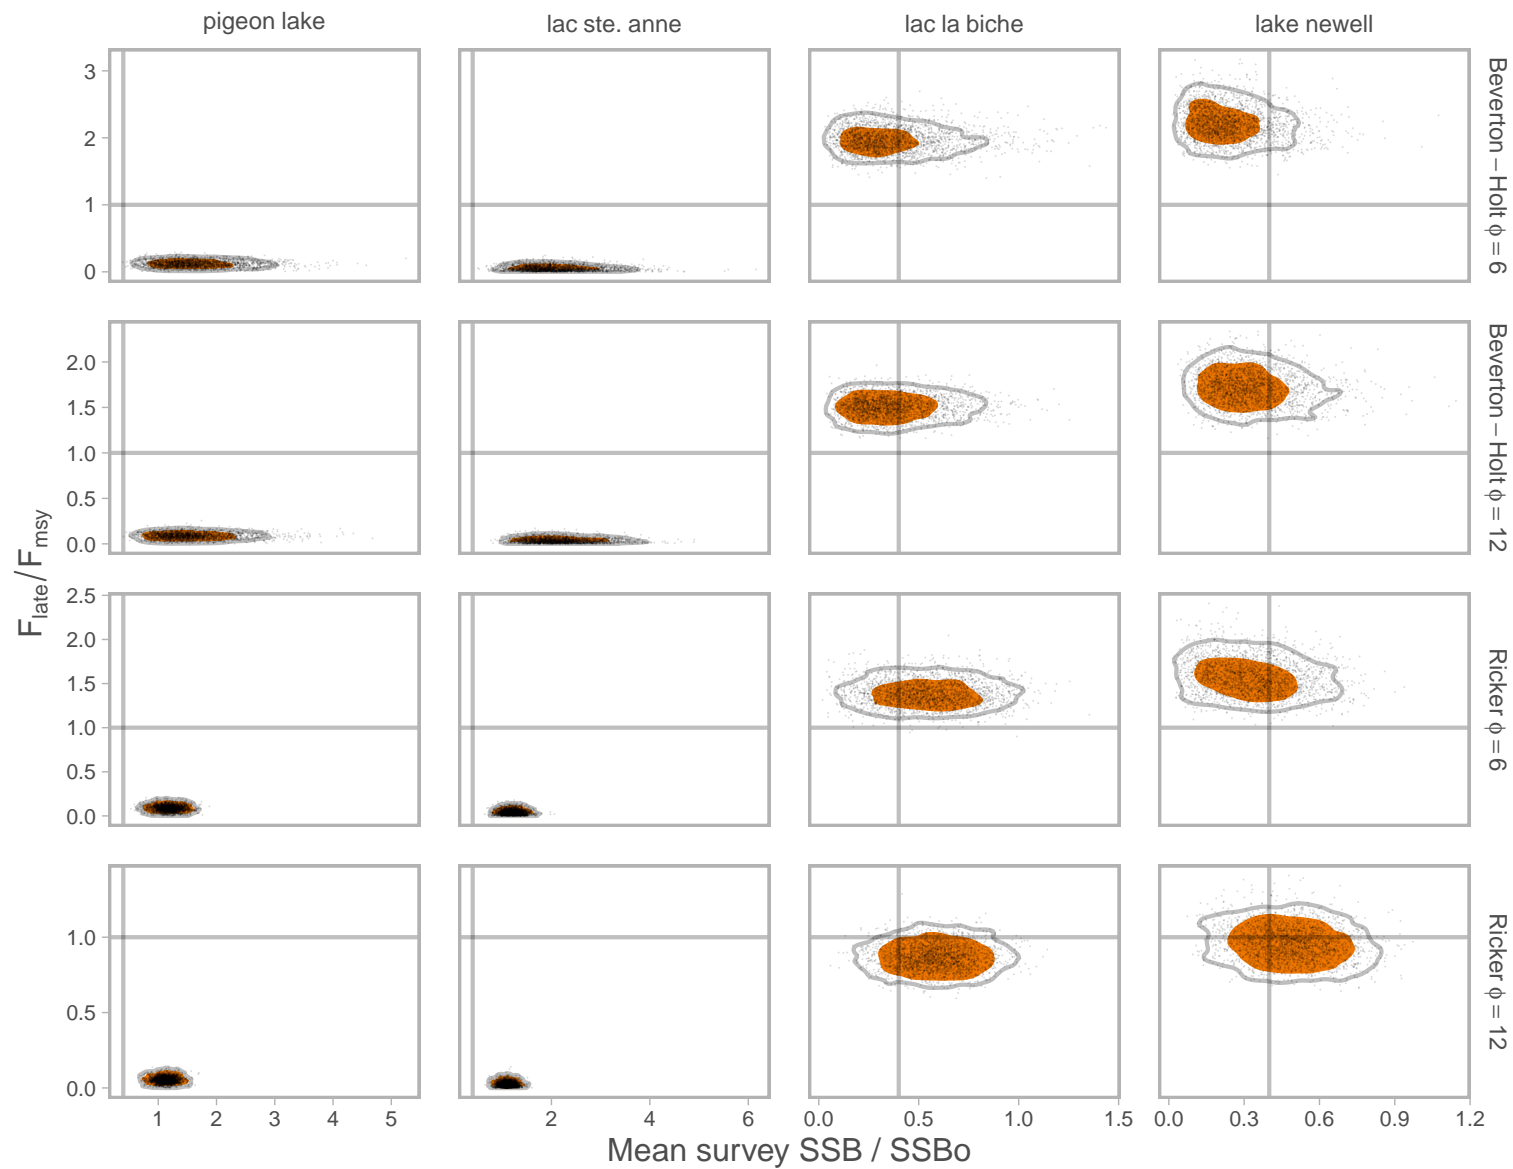 pigeon lake lac ste. anne lac la biche lake newell
3
2
1
0
Beverton – Holt ϕ = 6
2.0
1.5
1.0
0.5
0.0
Beverton – Holt ϕ = 12
F_late/F_msy
2.5
2.0
1.5
1.0
0.5
0.0
Ricker ϕ = 6
1.0
0.5
0.0
Ricker ϕ = 12
1 2 3 4 5 2 4 6 0.0 0.5 1.0 1.5 0.0 0.3 0.6 0.9 1.2
Mean survey SSB / SSBo